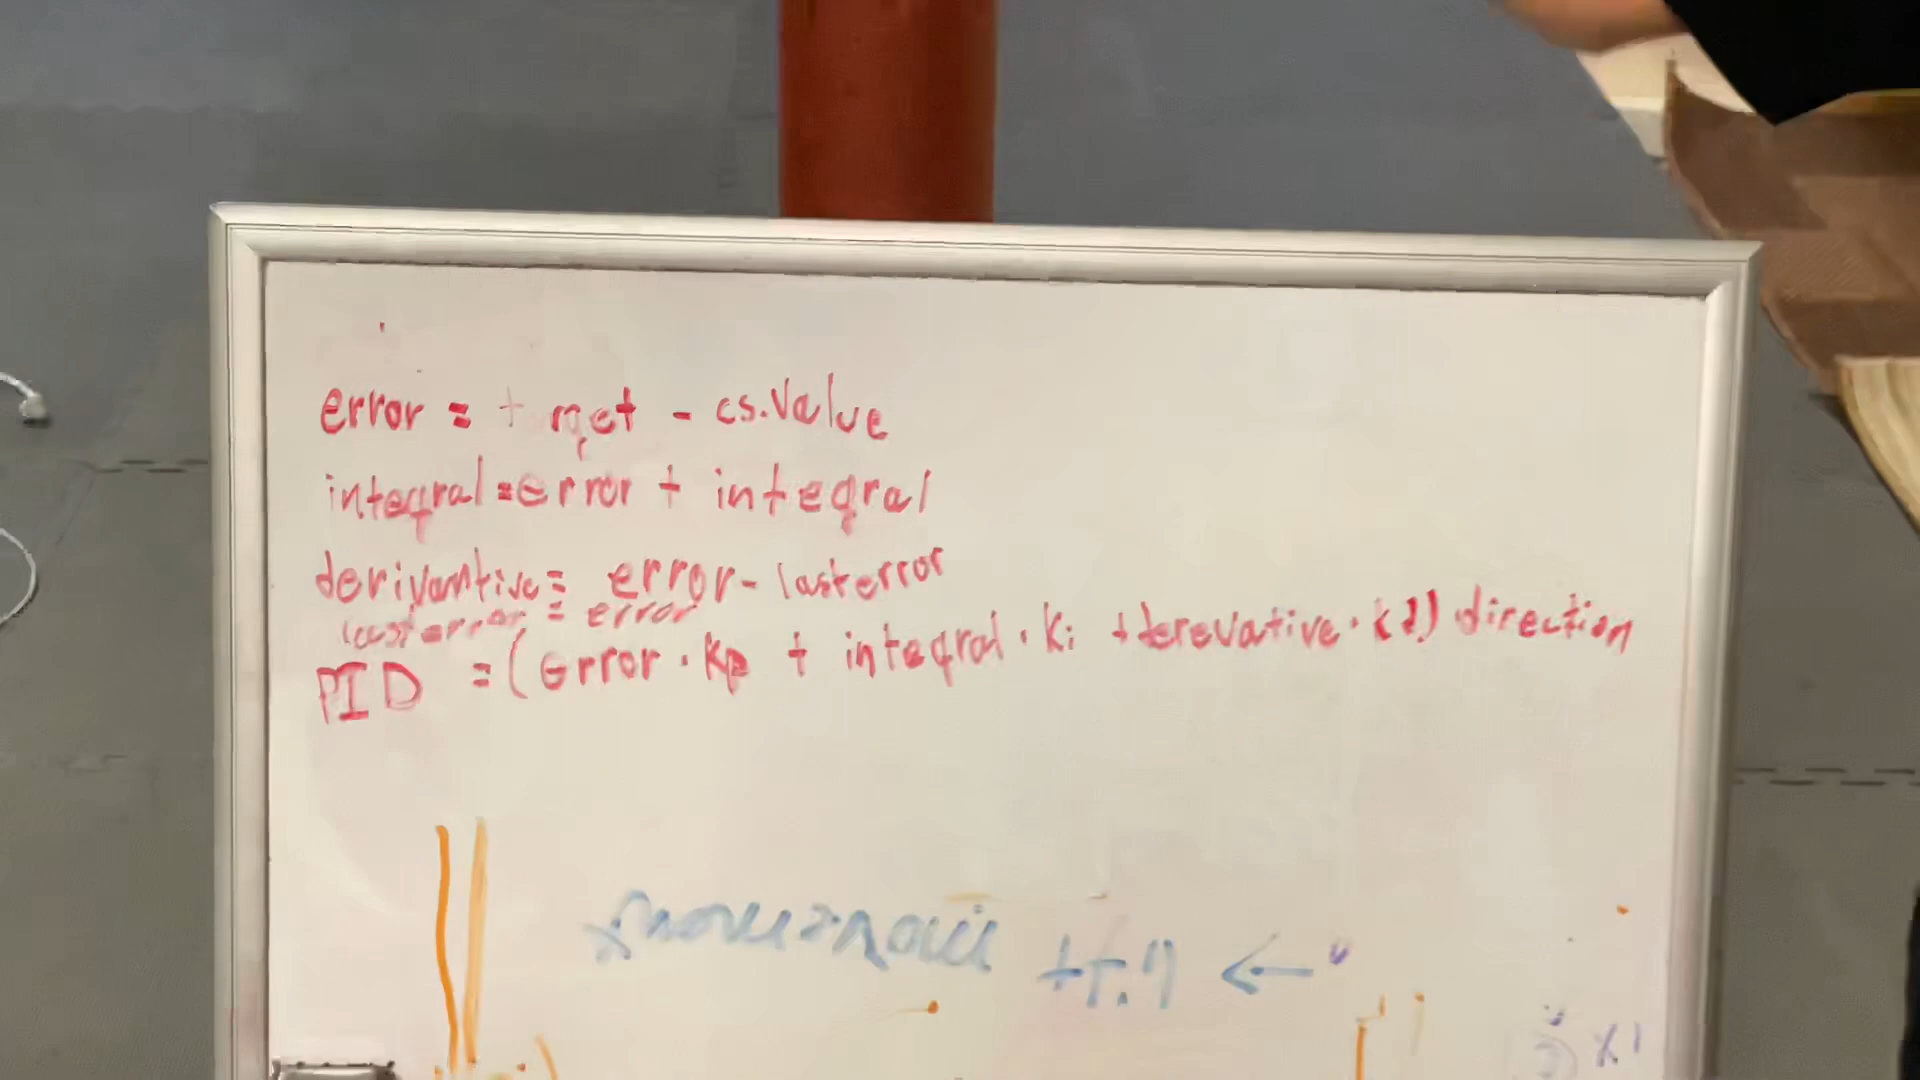 error = target - cs.Value
integral = error + integral
derivantive = error - lasterror
lasterror = error
PID = (error · kp + integral · Ki + derevative · kd) direction